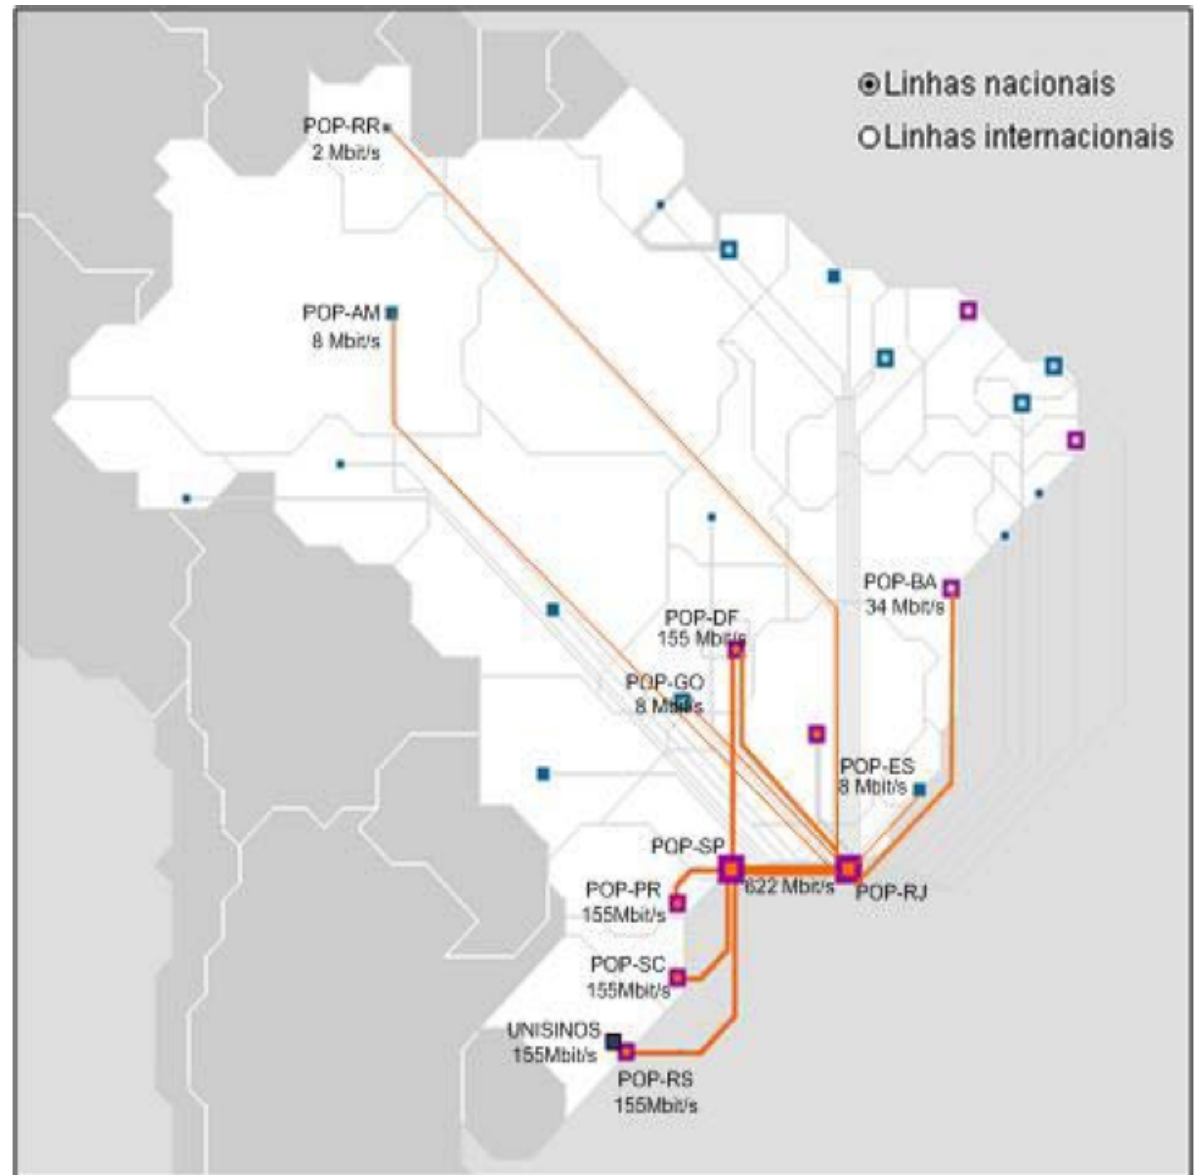 Linhas nacionais
Linhas internacionais
POP-RR
2 Mbit/s
POP-AM
8 Mbit/s
POP-BA
34 Mbit/s
POP-DF
155 Mbit/s
POP-GO
8 Mbit/s
POP-ES
8 Mbit/s
POP-SP
622 Mbit/s
POP-RJ
POP-PR
155Mbit/s
POP-SC
155Mbit/s
UNISINOS
155Mbit/s
POP-RS
155Mbit/s